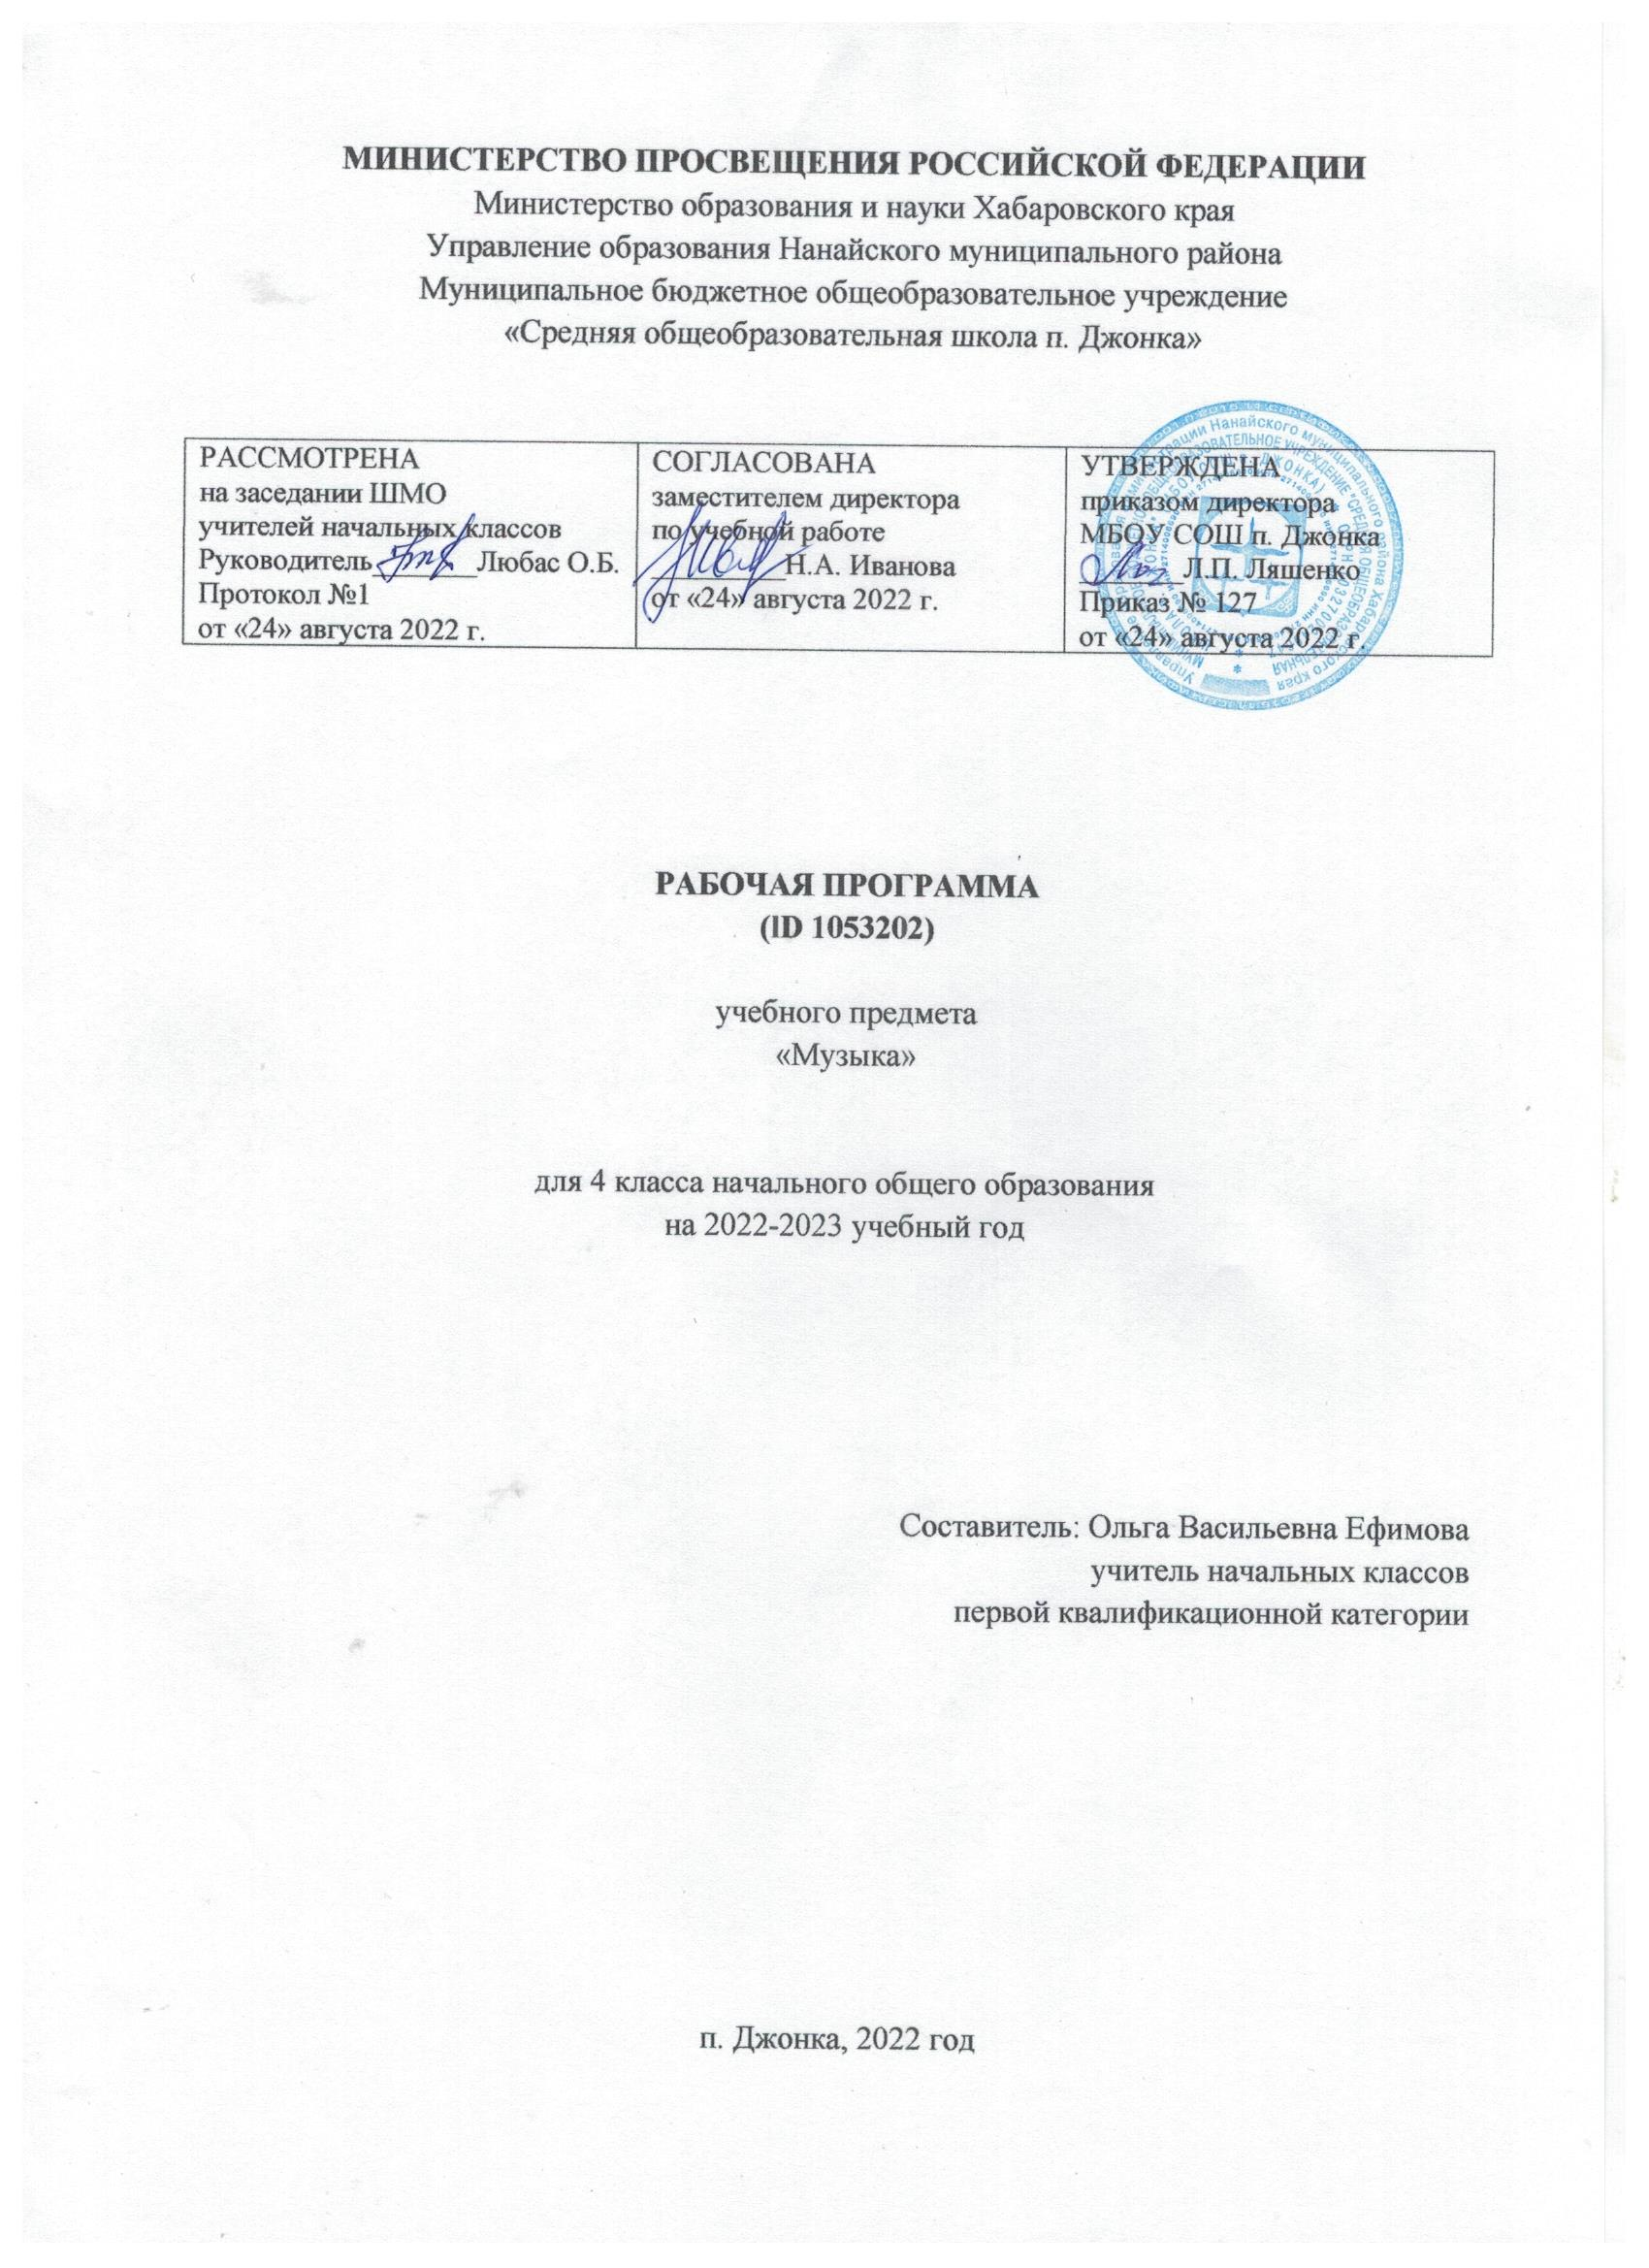 МИНИСТЕРСТВО ПРОСВЕЩЕНИЯ РОССИЙСКОЙ ФЕДЕРАЦИИ
Министерство образования и науки Хабаровского края
Управление образования Нанайского муниципального района
Муниципальное бюджетное общеобразовательное учреждение
«Средняя общеобразовательная школа п. Джонка»
РАССМОТРЕНА
на заседании ШМО
учителей начальных классов
Руководитель________Любас О.Б.
Протокол №1
от «24» августа 2022 г.
СОГЛАСОВАНА
заместителем директора
по учебной работе
__________Н.А. Иванова
от «24» августа 2022 г.
УТВЕРЖДЕНА
приказом директора
МБОУ СОШ п. Джонка
________Л.П. Ляшенко
Приказ № 127
от «24» августа 2022 г.
РАБОЧАЯ ПРОГРАММА
(ID 1053202)
учебного предмета
«Музыка»
для 4 класса начального общего образования
на 2022-2023 учебный год
Составитель: Ольга Васильевна Ефимова
учитель начальных классов
первой квалификационной категории
п. Джонка, 2022 год